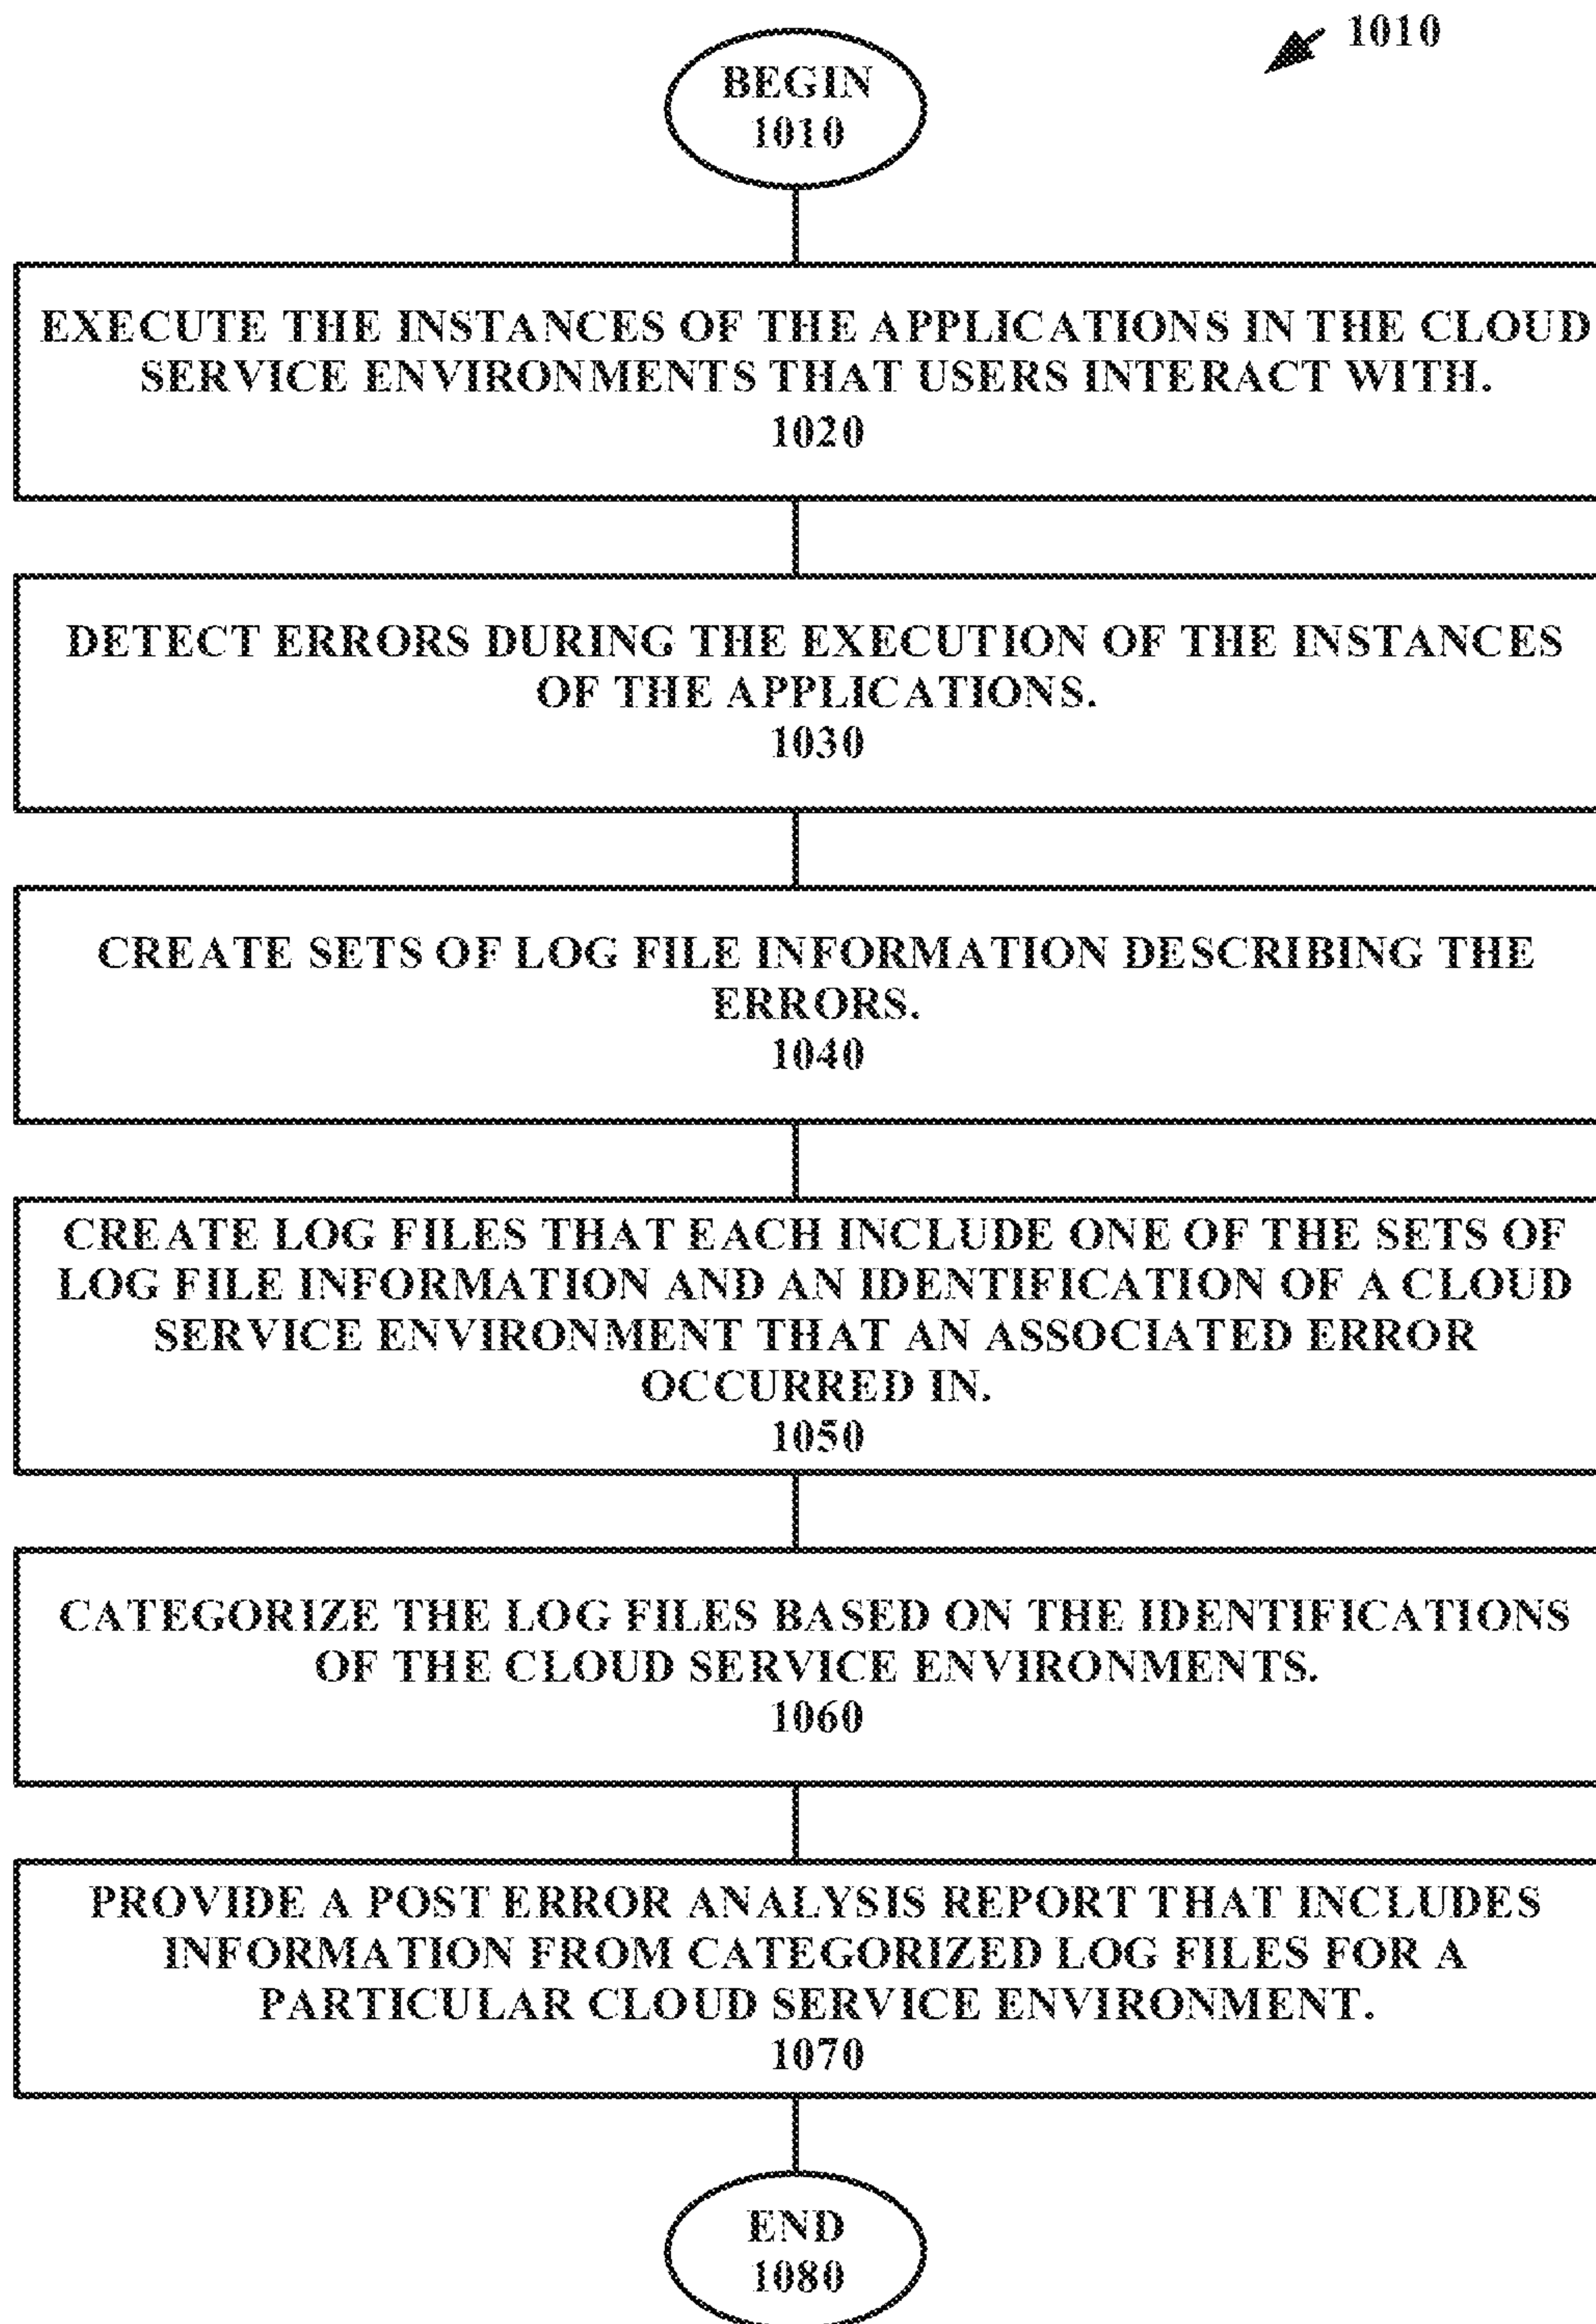 1010
BEGIN
1010
EXECUTE THE INSTANCES OF THE APPLICATIONS IN THE CLOUD
SERVICE ENVIRONMENTS THAT USERS INTERACT WITH.
1020
DETECT ERRORS DURING THE EXECUTION OF THE INSTANCES
OF THE APPLICATIONS.
1030
CREATE SETS OF LOG FILE INFORMATION DESCRIBING THE
ERRORS.
1040
CREATE LOG FILES THAT EACH INCLUDE ONE OF THE SETS OF
LOG FILE INFORMATION AND AN IDENTIFICATION OF A CLOUD
SERVICE ENVIRONMENT THAT AN ASSOCIATED ERROR
OCCURRED IN.
1050
CATEGORIZE THE LOG FILES BASED ON THE IDENTIFICATIONS
OF THE CLOUD SERVICE ENVIRONMENTS.
1060
PROVIDE A POST ERROR ANALYSIS REPORT THAT INCLUDES
INFORMATION FROM CATEGORIZED LOG FILES FOR A
PARTICULAR CLOUD SERVICE ENVIRONMENT.
1070
END
1080